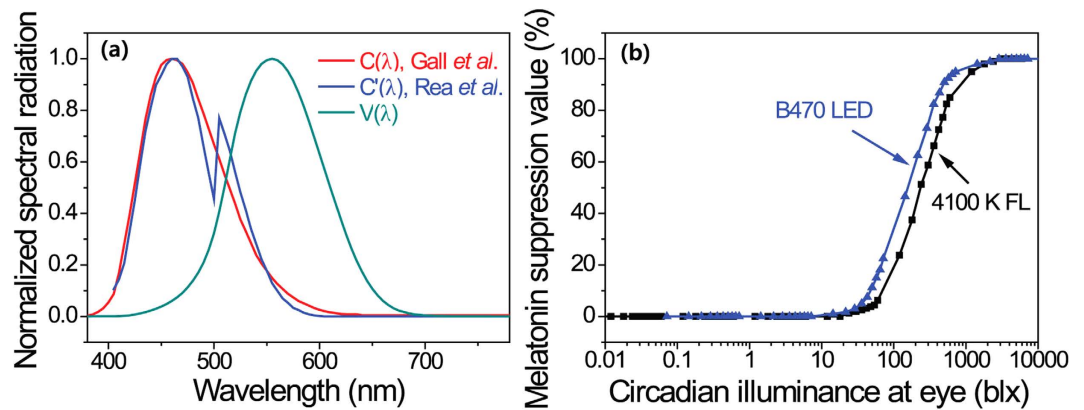 (a)
C(λ), Gall et al.
C'(λ), Rea et al.
V(λ)
Normalized spectral radiation
1.0
0.8
0.6
0.4
0.2
0.0
400
500
600
700
Wavelength (nm)
(b)
B470 LED
4100 K FL
Melatonin suppression value (%)
100
80
60
40
20
0
0.01
0.1
1
10
100
1000
10000
Circadian illuminance at eye (blx)